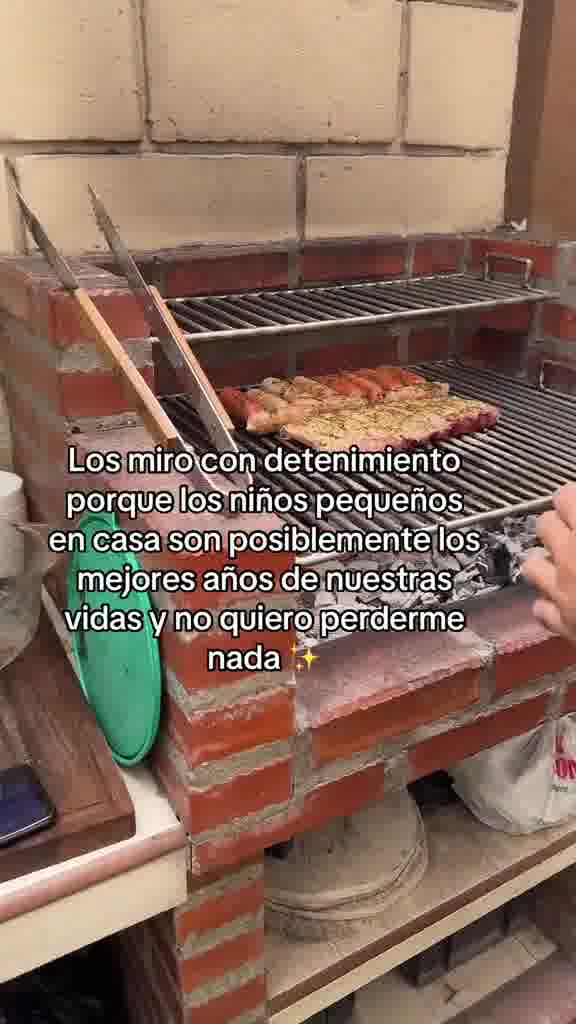 Los miro con detenimiento
porque los niños pequeños
en casa son posiblemente los
mejores años de nuestras
vidas y no quiero perderme
nada ✨